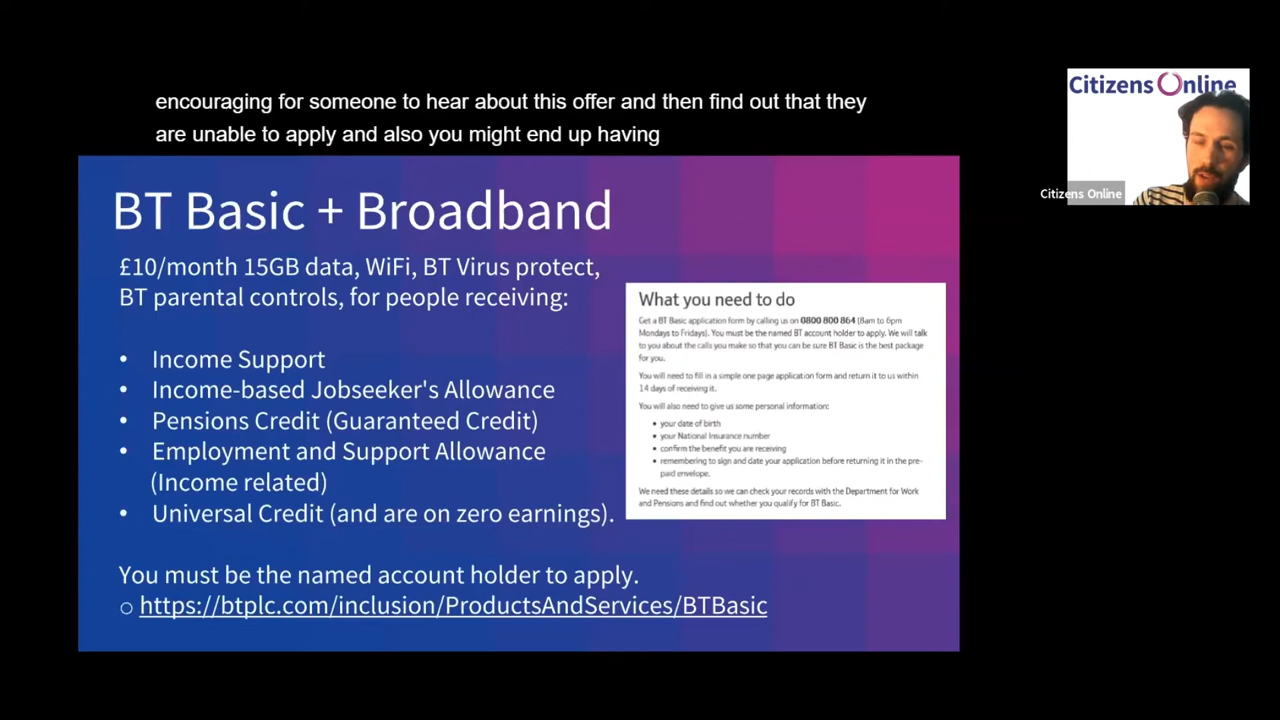 encouraging for someone to hear about this offer and then find out that they
are unable to apply and also you might end up having
Citizens Online
Citizens Online
BT Basic + Broadband
£10/month 15GB data, WiFi, BT Virus protect,
BT parental controls, for people receiving:
• Income Support
• Income-based Jobseeker's Allowance
• Pensions Credit (Guaranteed Credit)
• Employment and Support Allowance
(Income related)
• Universal Credit (and are on zero earnings).
You must be the named account holder to apply.
○ https://btplc.com/inclusion/ProductsAndServices/BTBasic
What you need to do
Get a BT Basic application form by calling us on 0800 800 864 (8am to 6pm
Mondays to Fridays). You must be the named BT account holder to apply. We will talk
to you about the calls you make so that you can be sure BT Basic is the best package
for you.
You will need to fill in a simple one page application form and return it to us within
14 days of receiving it.
You will also need to give us some personal information:
• your date of birth
• your National Insurance number
• confirm the benefit you are receiving
• remembering to sign and date your application before returning it in the pre-
paid envelope.
We need these details so we can check your records with the Department for Work
and Pensions and find out whether you qualify for BT Basic.